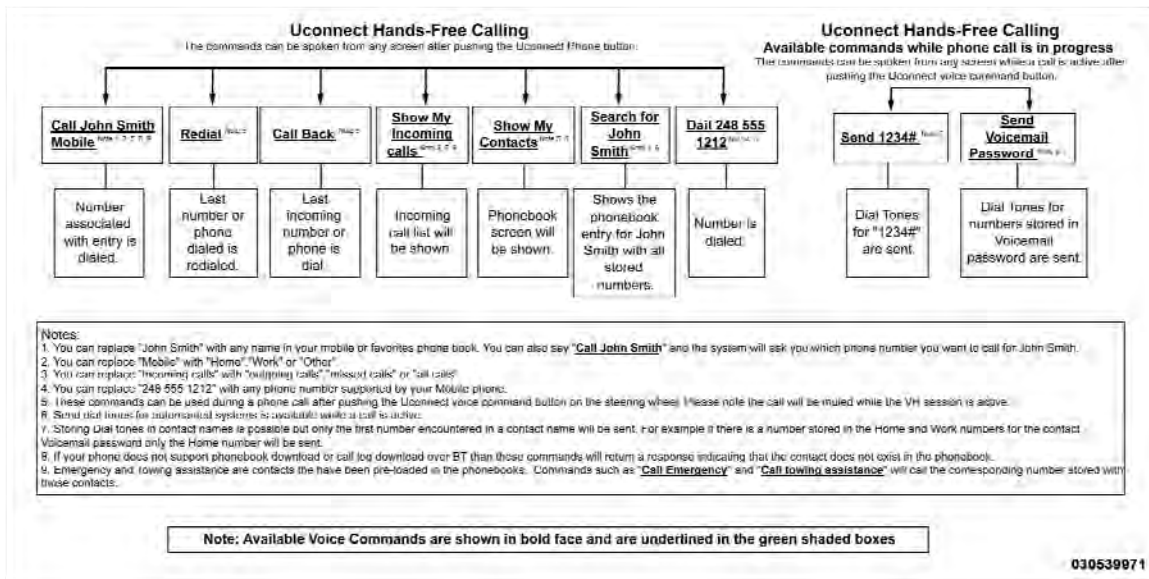 Uconnect Hands-Free Calling
The commands can be spoken from any screen after pushing the Uconnect Phone button.
Call John Smith
Mobile
Number
associated
with entry is
dialed.
Redial
Last
number or
phone
dialed is
redialed.
Call Back
Last
incoming
number or
phone is
dial.
Show My
Incoming
calls
Incoming
call list will
be shown
Show My
Contacts
Phonebook
screen will
be shown.
Search for
John
Smith
Shows the
phonebook
entry for John
Smith with all
stored
numbers.
Dail 248 555
1212
Number is
dialed.
Uconnect Hands-Free Calling
Available commands while phone call is in progress
The commands can be spoken from any screen while a call is active after
pushing the Uconnect voice command button.
Send 1234#
Dial Tones
for "1234#"
are sent.
Send
Voicemail
Password
Dial Tones for
numbers stored in
Voicemail
password are sent.
Notes:
1. You can replace "John Smith" with any name in your mobile or favorites phone book. You can also say "Call John Smith" and the system will ask you which phone number you want to call for John Smith.
2. You can replace "Mobile" with "Home","Work" or "Other"
3. You can replace "Incoming calls" with "outgoing calls","missed calls" or "all calls"
4. You can replace "248 555 1212" with any phone number supported by your Mobile phone.
5. These commands can be used during a phone call after pushing the Uconnect voice command button on the steering wheel. Please note the call will be muted while the VR session is active.
6. Send dial tones for automated systems is available while a call is active.
7. Storing Dial tones in contact names is possible but only the first number encountered in a contact name will be sent. For example if there is a number stored in the Home and Work numbers for the contact
Voicemail password only the Home number will be sent.
8. If your phone does not support phonebook download or call log download over BT than these commands will return a response indicating that the contact does not exist in the phonebook.
9. Emergency and Towing assistance are contacts the have been pre-loaded in the phonebooks. Commands such as "Call Emergency" and "Call towing assistance" will call the corresponding number stored with
those contacts.
Note: Available Voice Commands are shown in bold face and are underlined in the green shaded boxes
030539971